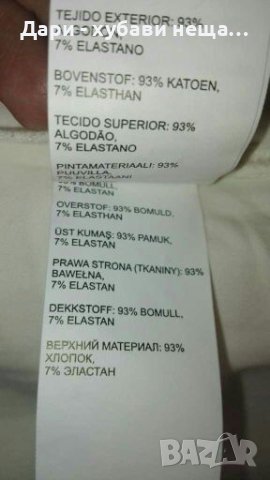 Дари- хубави неща...
TEJIDO EXTERIOR: 93%
7% ELASTANO
BOVENSTOF: 93% KATOEN,
7% ELASTHAN
TECIDO SUPERIOR: 93%
ALGODÃO,
7% ELASTANO
PINTAMATERIAALI: 93%
PUUVILLA,
7% ELASTAANI
93% BOMULL,
7% ELASTAN
OVERSTOF: 93% BOMULD,
7% ELASTHAN
ÜST KUMAŞ: 93% PAMUK,
7% ELASTAN
PRAWA STRONA (TKANINY): 93%
BAWEŁNA,
7% ELASTAN
DEKKSTOFF: 93% BOMULL,
7% ELASTAN
ВЕРХНИЙ МАТЕРИАЛ: 93%
ХЛОПОК,
7% ЭЛАСТАН
BAZAR